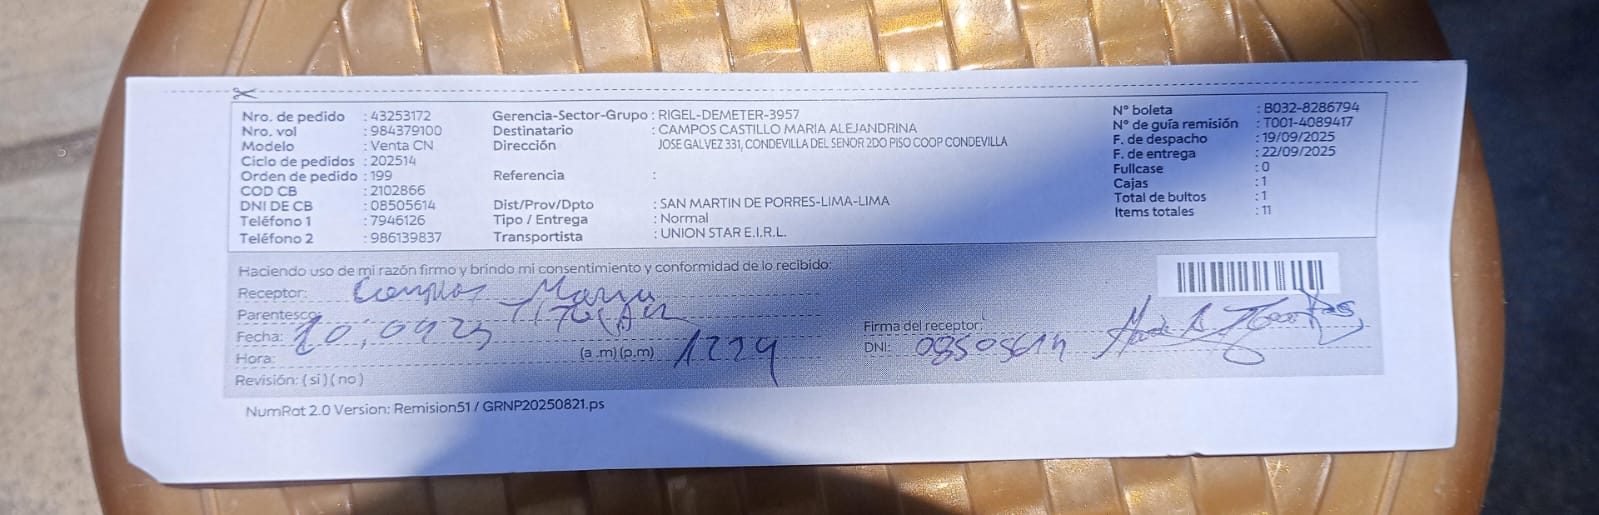 Nro. de pedido : 43253172
Nro. vol : 984379100
Modelo : Venta CN
Ciclo de pedidos : 202514
Orden de pedido : 199
COD CB : 2102866
DNI DE CB : 08505614
Teléfono 1 : 7946126
Teléfono 2 : 986139837
Gerencia-Sector-Grupo : RIGEL-DEMETER-3957
Destinatario : CAMPOS CASTILLO MARIA ALEJANDRINA
Dirección JOSE GALVEZ 331, CONDEVILLA DEL SENOR 2DO PISO COOP CONDEVILLA
Referencia :
Dist/Prov/Dpto : SAN MARTIN DE PORRES-LIMA-LIMA
Tipo / Entrega : Normal
Transportista : UNION STAR E.I.R.L.
N° boleta : B032-8286794
N° de guía remisión : T001-4089417
F. de despacho : 19/09/2025
F. de entrega : 22/09/2025
Fullcase : 0
Cajas : 1
Total de bultos : 1
Items totales : 11
Haciendo uso de mi razón firmo y brindo mi consentimiento y conformidad de lo recibido:
Receptor: Campos Maria
Parentesco:
Fecha: 20,0925
Hora: (a .m) (p.m) 1224
Revisión: ( si ) ( no )
Firma del receptor:
DNI: 08505614
NumRot 2.0 Version: Remision51 / GRNP20250821.ps